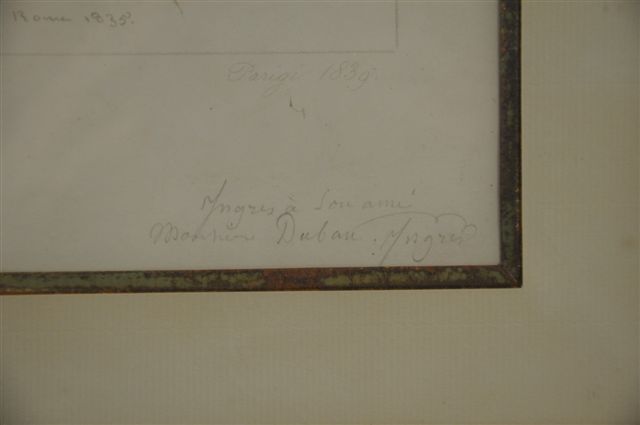 Rome 1835.
Parigi 1839.
Ingres à Son ami
Monsieur Duban. Ingres